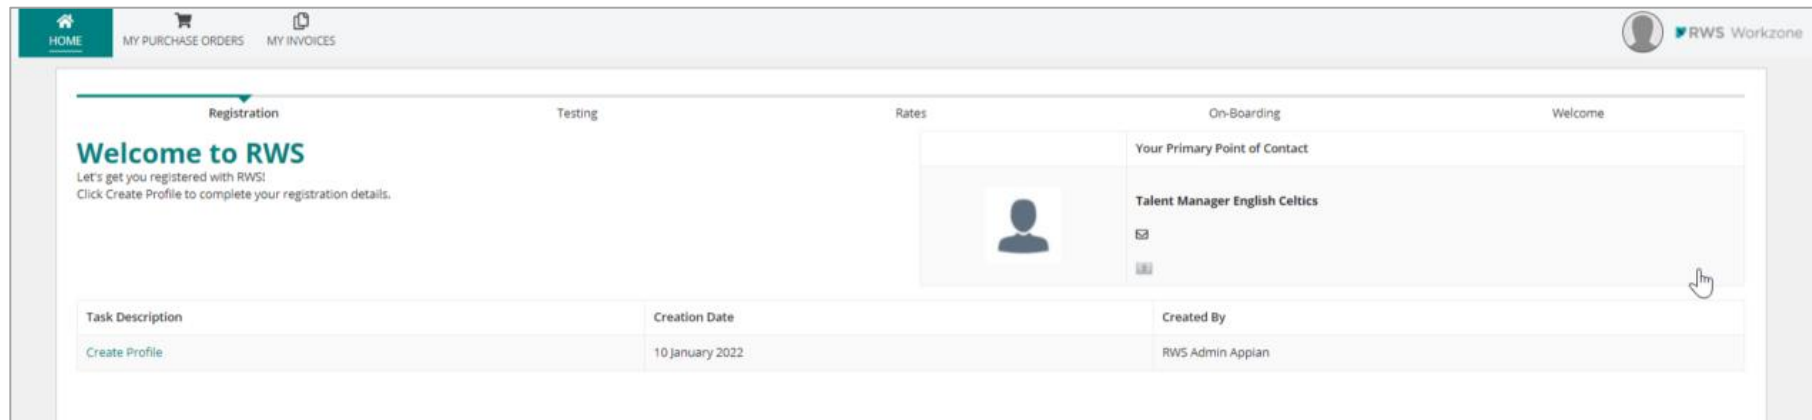 HOME MY PURCHASE ORDERS MY INVOICES RWS Workzone
Registration Testing Rates On-Boarding Welcome
Welcome to RWS
Let's get you registered with RWS!
Click Create Profile to complete your registration details.
Your Primary Point of Contact
Talent Manager English Celtics
Task Description Creation Date Created By
Create Profile 10 January 2022 RWS Admin Appian